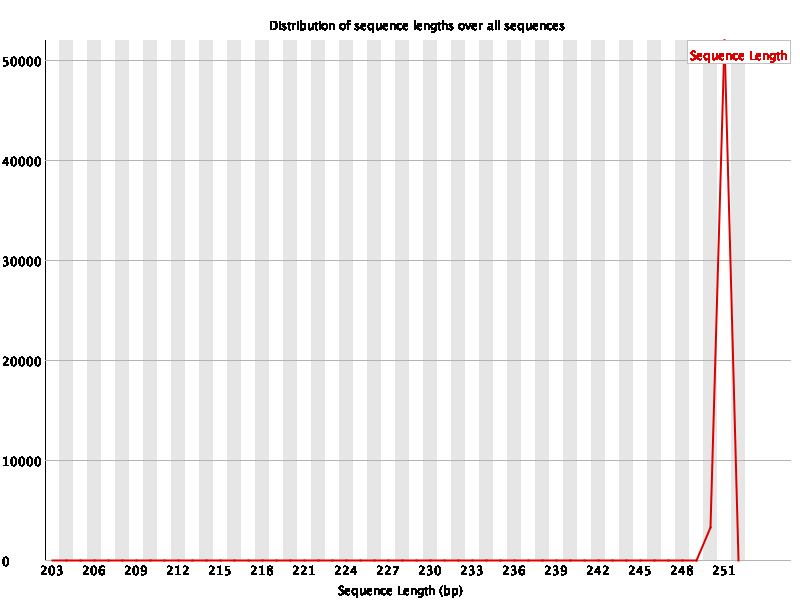 Distribution of sequence lengths over all sequences
Sequence Length
50000
40000
30000
20000
10000
0
203 206 209 212 215 218 221 224 227 230 233 236 239 242 245 248 251
Sequence Length (bp)